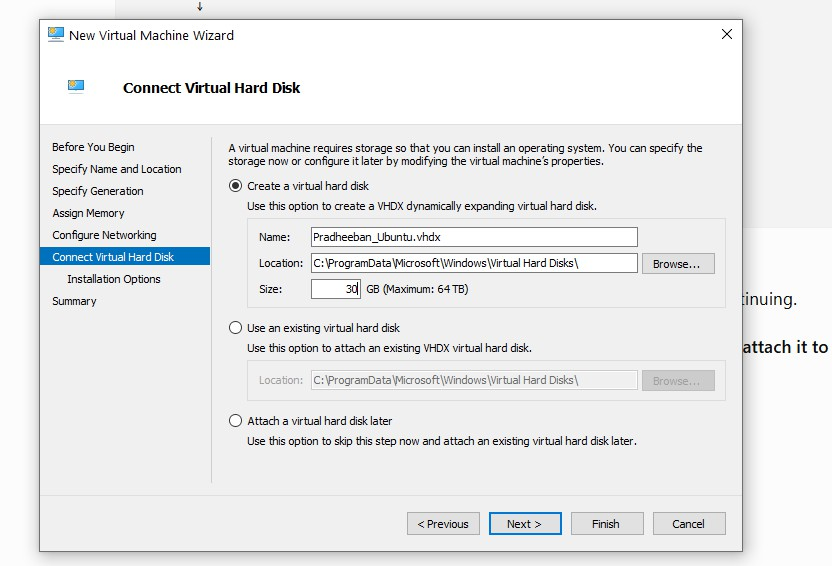 ↓
New Virtual Machine Wizard
Connect Virtual Hard Disk
Before You Begin
Specify Name and Location
Specify Generation
Assign Memory
Configure Networking
Connect Virtual Hard Disk
Installation Options
Summary
A virtual machine requires storage so that you can install an operating system. You can specify the
storage now or configure it later by modifying the virtual machine's properties.
Create a virtual hard disk
Use this option to create a VHDX dynamically expanding virtual hard disk.
Name: Pradheeban_Ubuntu.vhdx
Location: C:\ProgramData\Microsoft\Windows\Virtual Hard Disks\ Browse...
Size: 30 GB (Maximum: 64 TB)
Use an existing virtual hard disk
Use this option to attach an existing VHDX virtual hard disk.
Location: C:\ProgramData\Microsoft\Windows\Virtual Hard Disks\ Browse...
Attach a virtual hard disk later
Use this option to skip this step now and attach an existing virtual hard disk later.
< Previous Next > Finish Cancel
tinuing.
attach it to